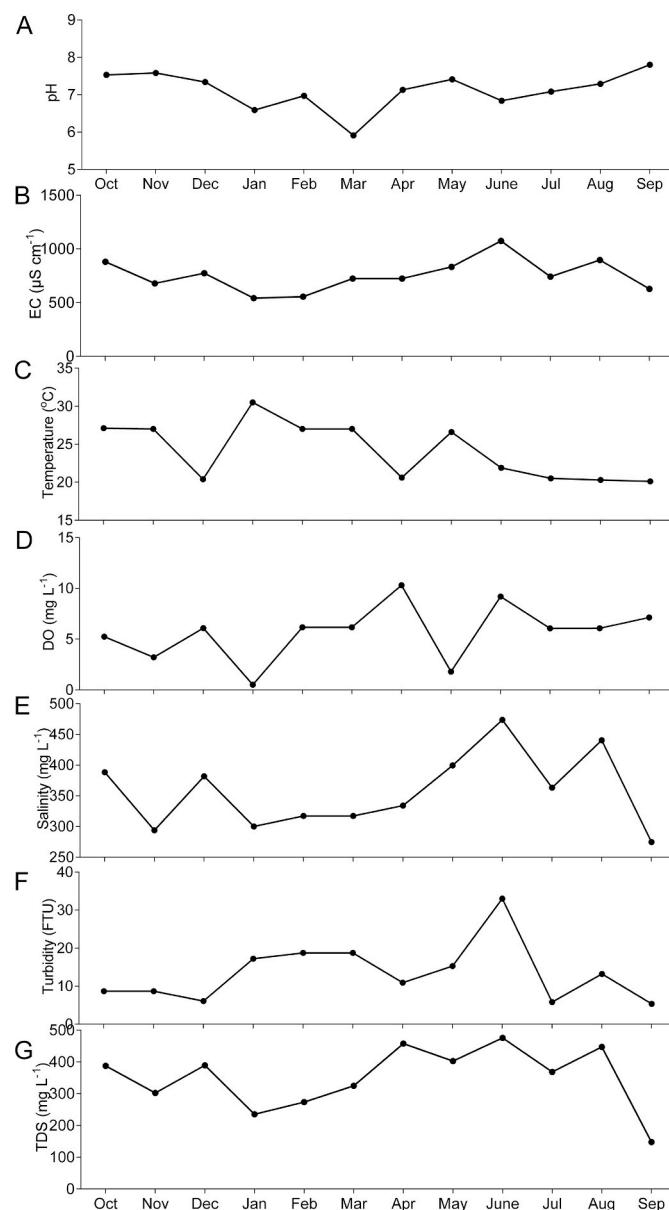 A
pH
9
8
7
6
5
Oct Nov Dec Jan Feb Mar Apr May June Jul Aug Sep
B
EC (µS cm⁻¹)
1500
1000
500
0
C
Temperature (°C)
35
30
25
20
15
D
DO (mg L⁻¹)
15
10
5
0
E
Salinity (mg L⁻¹)
500
450
400
350
300
250
F
Turbidity (FTU)
40
30
20
10
0
G
TDS (mg L⁻¹)
500
400
300
200
100
0
Oct Nov Dec Jan Feb Mar Apr May June Jul Aug Sep